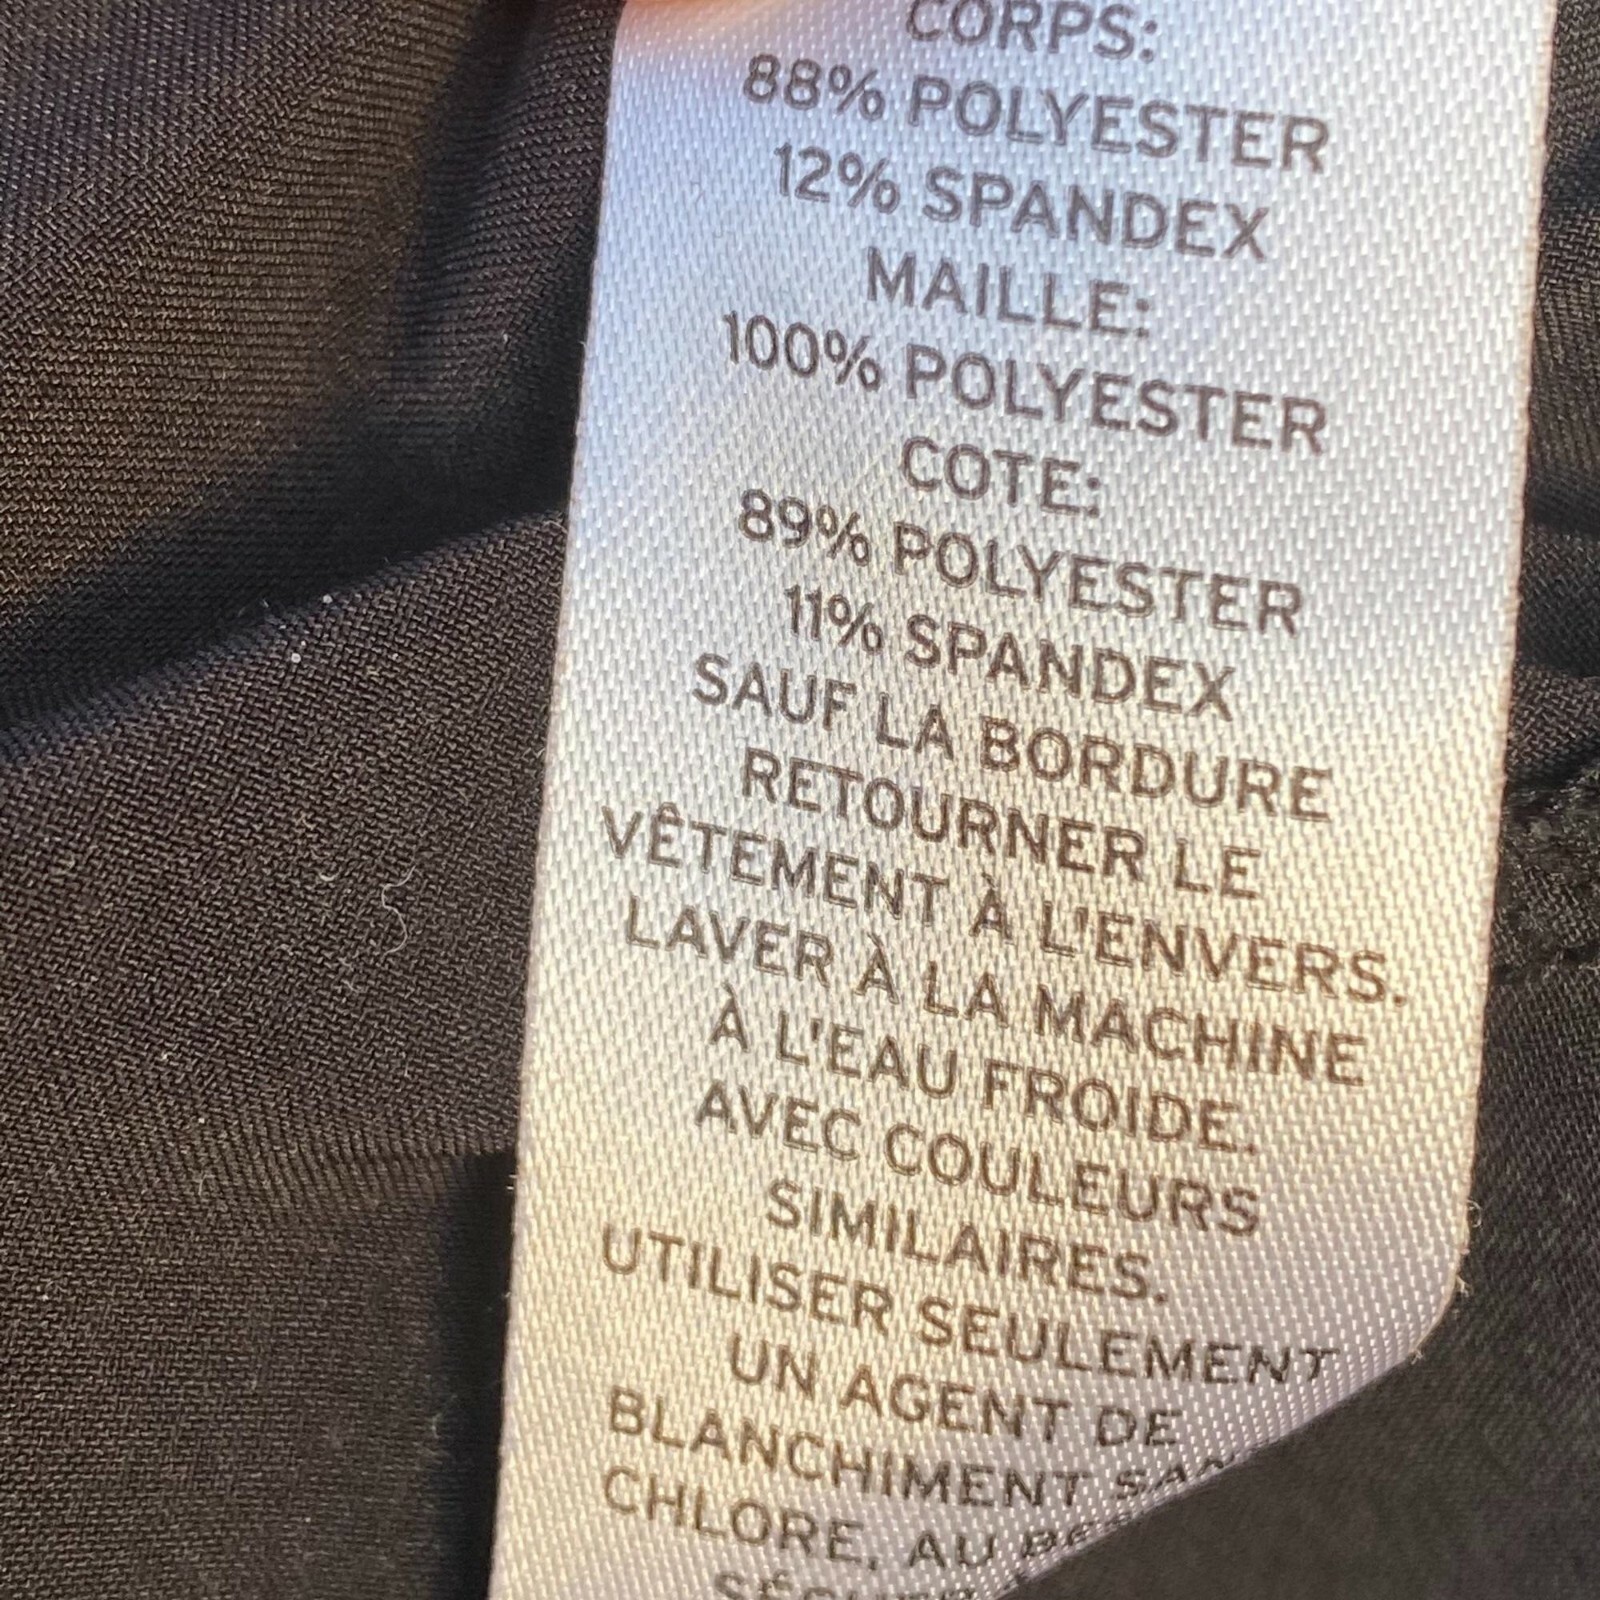 CORPS:
88% POLYESTER
12% SPANDEX
MAILLE:
100% POLYESTER
COTE:
89% POLYESTER
11% SPANDEX
SAUF LA BORDURE
RETOURNER LE
VÊTEMENT À L'ENVERS.
LAVER À LA MACHINE
À L'EAU FROIDE.
AVEC COULEURS
SIMILAIRES.
UTILISER SEULEMENT
UN AGENT DE
BLANCHIMENT
CHLORE, AU